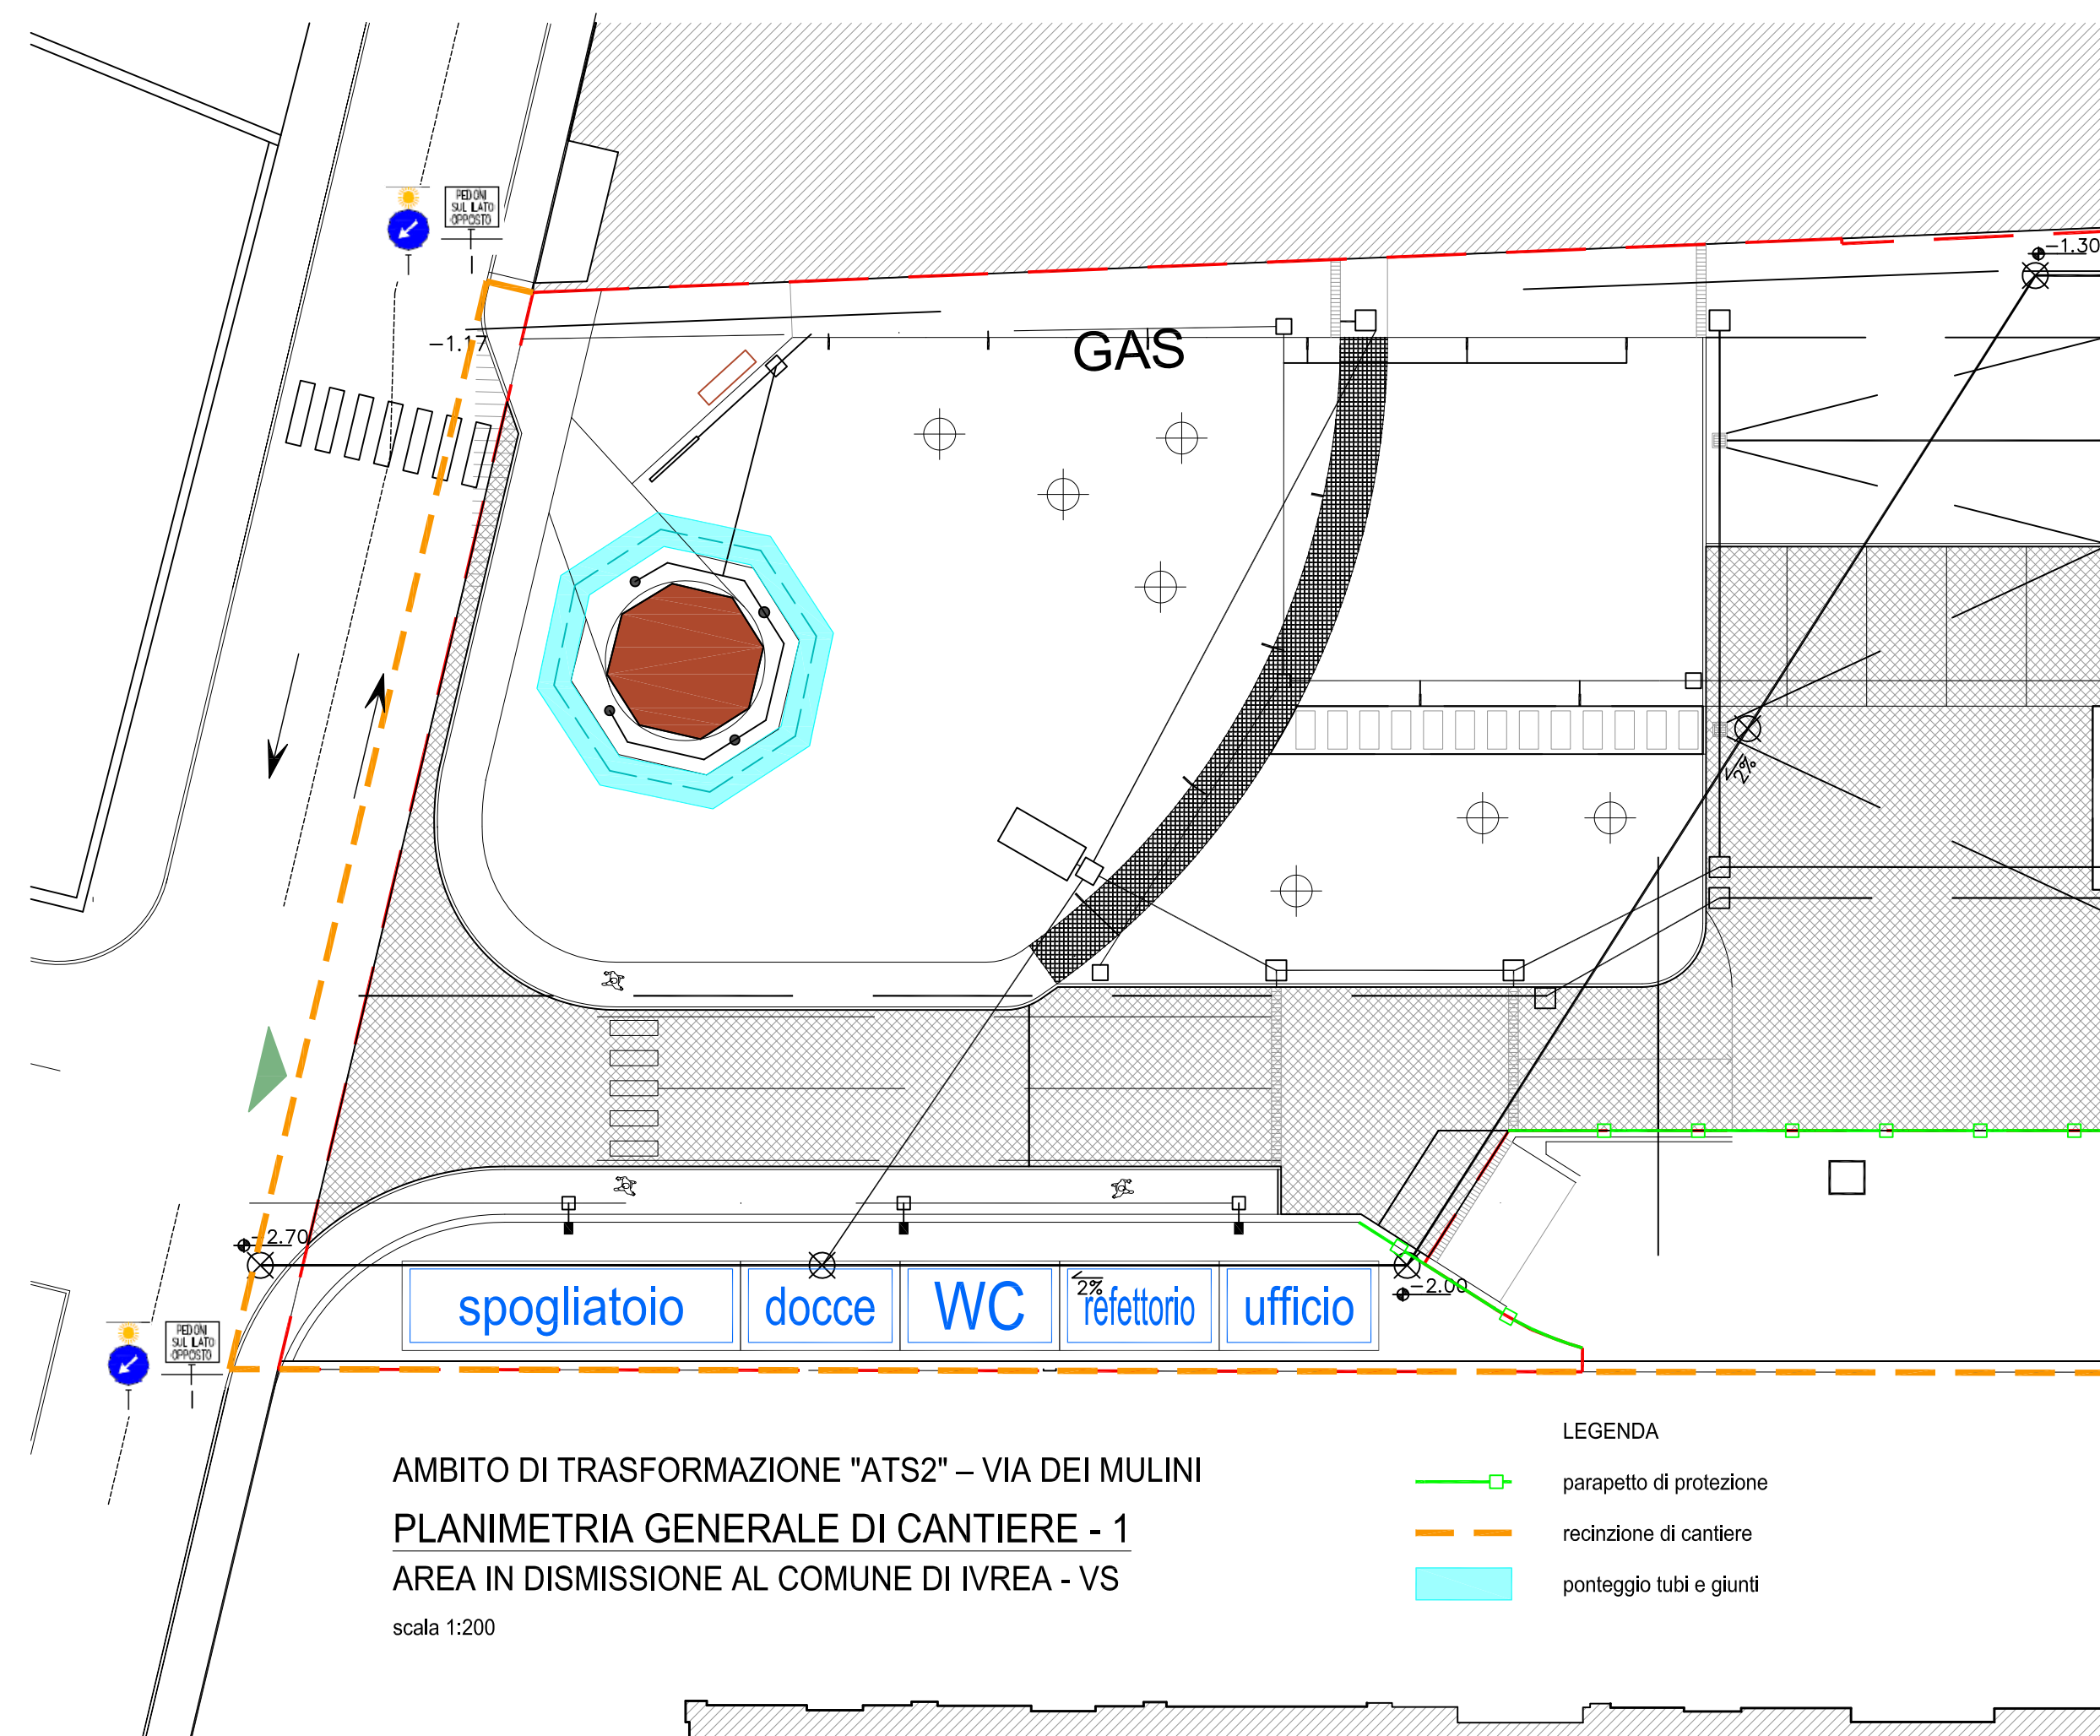 PEDONI
SUL LATO
OPPOSTO
-1.30
-1.17
GAS
2%
-2.70
spogliatoio
docce
WC
2%
refettorio
ufficio
-2.00
PEDONI
SUL LATO
OPPOSTO
LEGENDA
parapetto di protezione
recinzione di cantiere
ponteggio tubi e giunti
AMBITO DI TRASFORMAZIONE "ATS2" – VIA DEI MULINI
PLANIMETRIA GENERALE DI CANTIERE - 1
AREA IN DISMISSIONE AL COMUNE DI IVREA - VS
scala 1:200